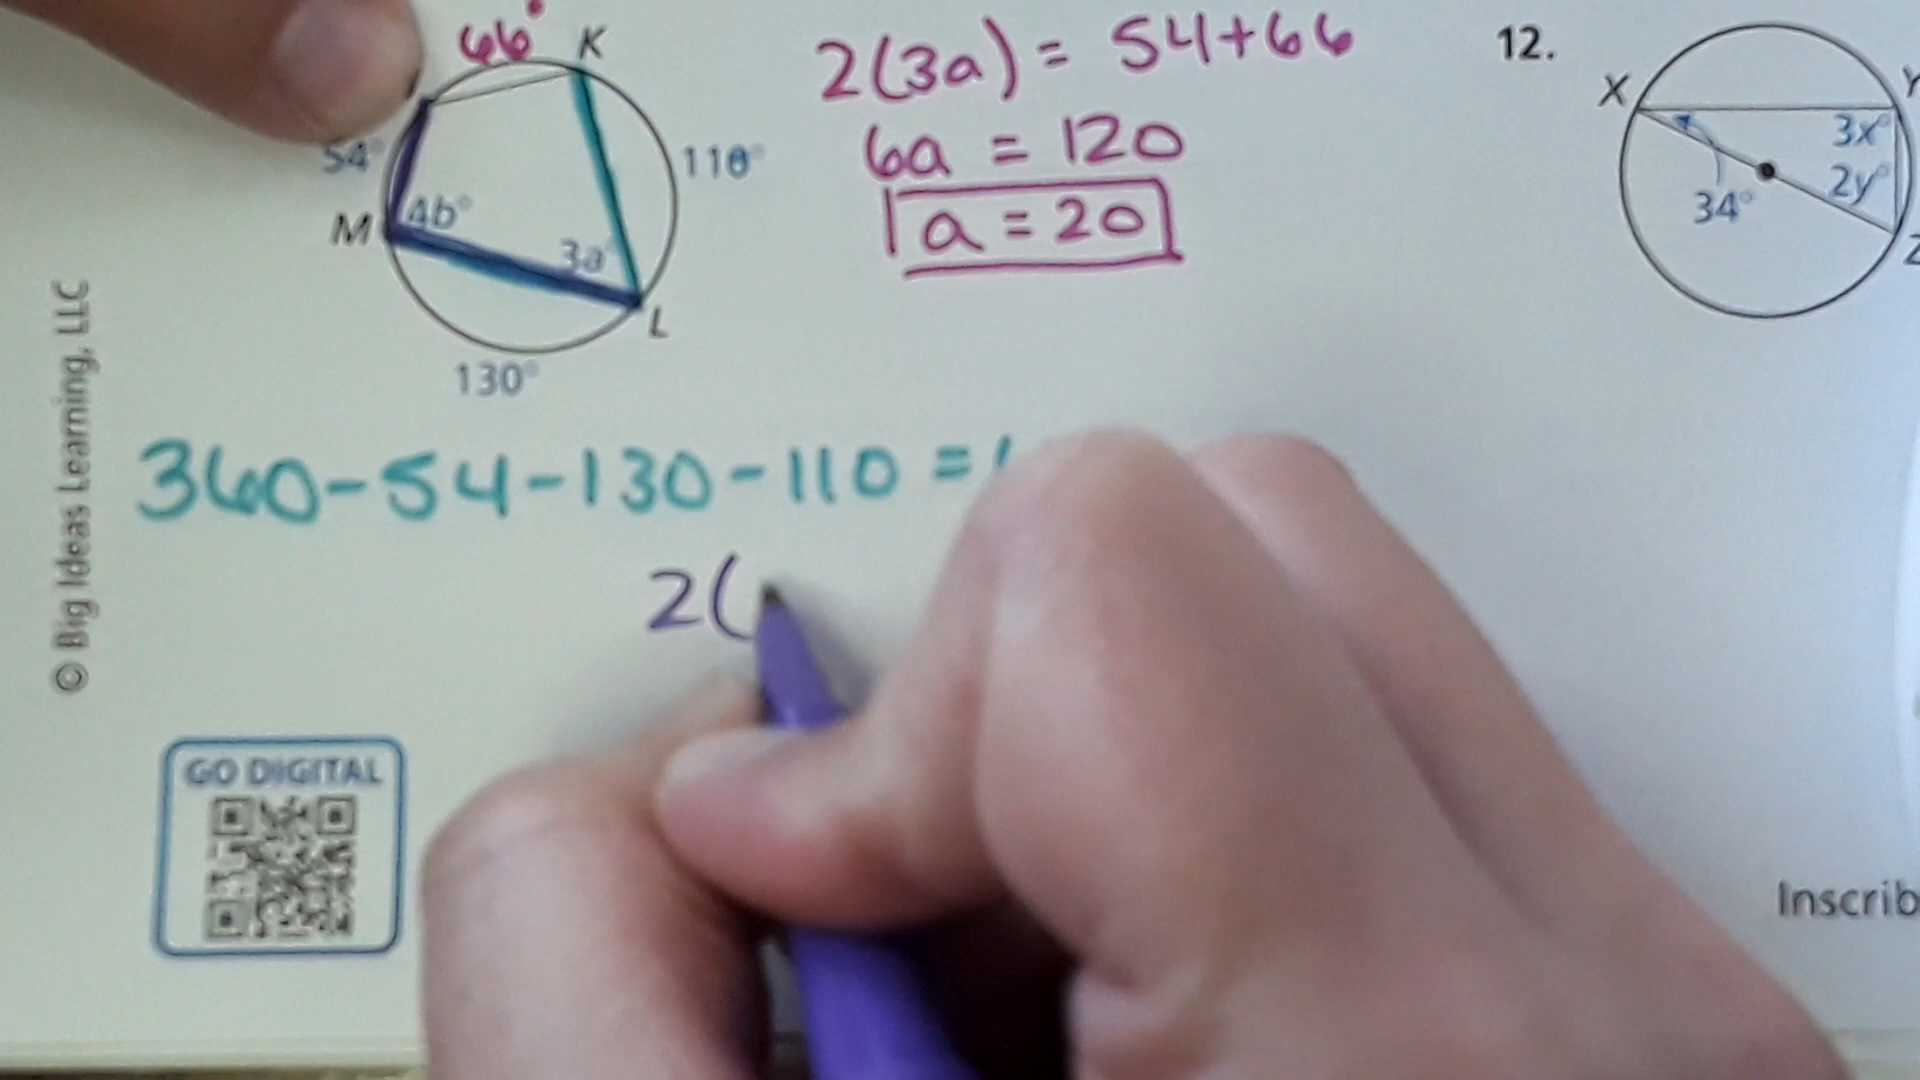 66°
K
54°
110°
M
4b°
3a
L
130°
2(3a) = 54+66
6a = 120
a = 20
12.
X
Y
3x°
2y°
34°
Z
360-54-130-110 =
2(
© Big Ideas Learning, LLC
GO DIGITAL